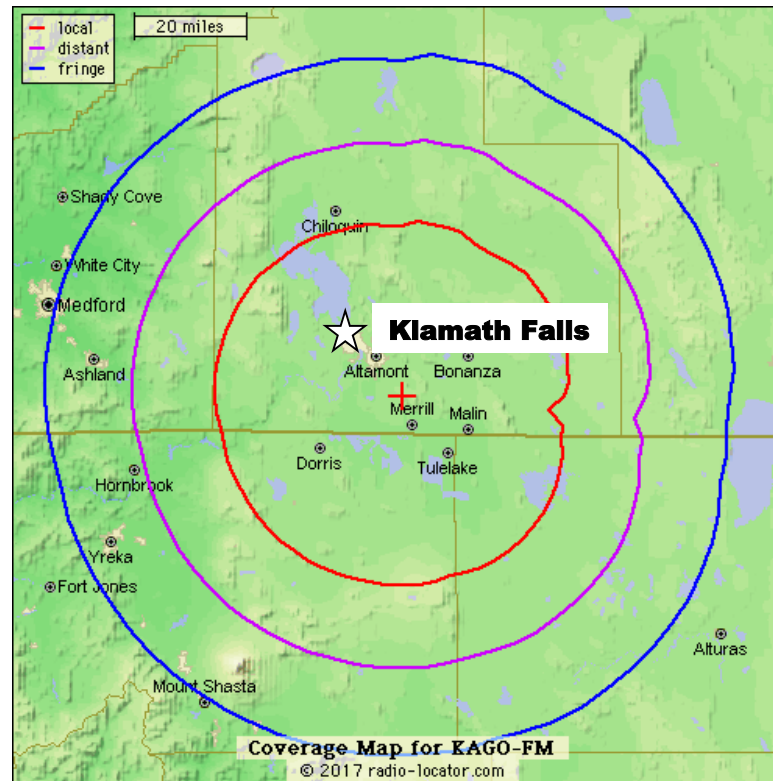 local
distant
fringe
20 miles
Shady Cove
Chiloquin
White City
Medford
Klamath Falls
Ashland
Altamont
Bonanza
Merrill
Malin
Dorris
Tulelake
Hornbrook
Yreka
Fort Jones
Alturas
Mount Shasta
Coverage Map for KAGO-FM
© 2017 radio-locator.com